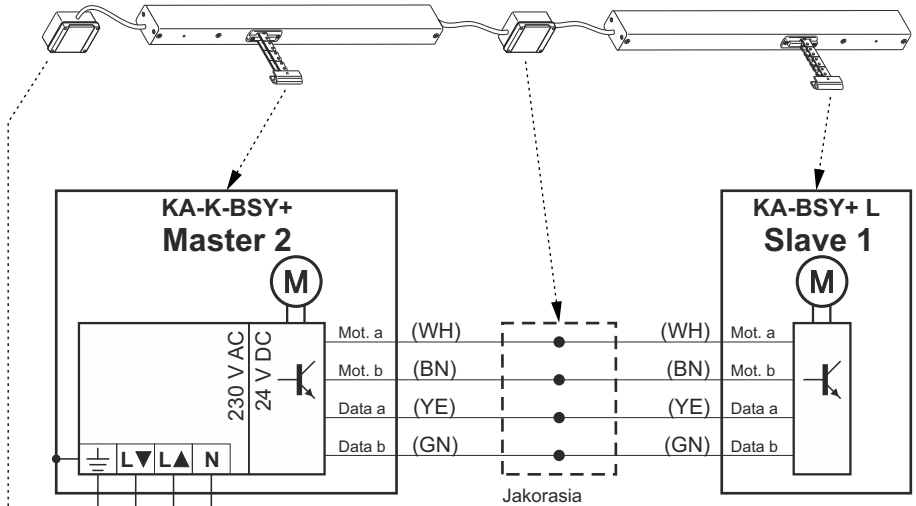 KA-K-BSY+
Master 2
M
230 V AC
24 V DC
L▼ L▲ N
Mot. a (WH)
Mot. b (BN)
Data a (YE)
Data b (GN)
Jakorasia
KA-BSY+ L
Slave 1
M
(WH) Mot. a
(BN) Mot. b
(YE) Data a
(GN) Data b